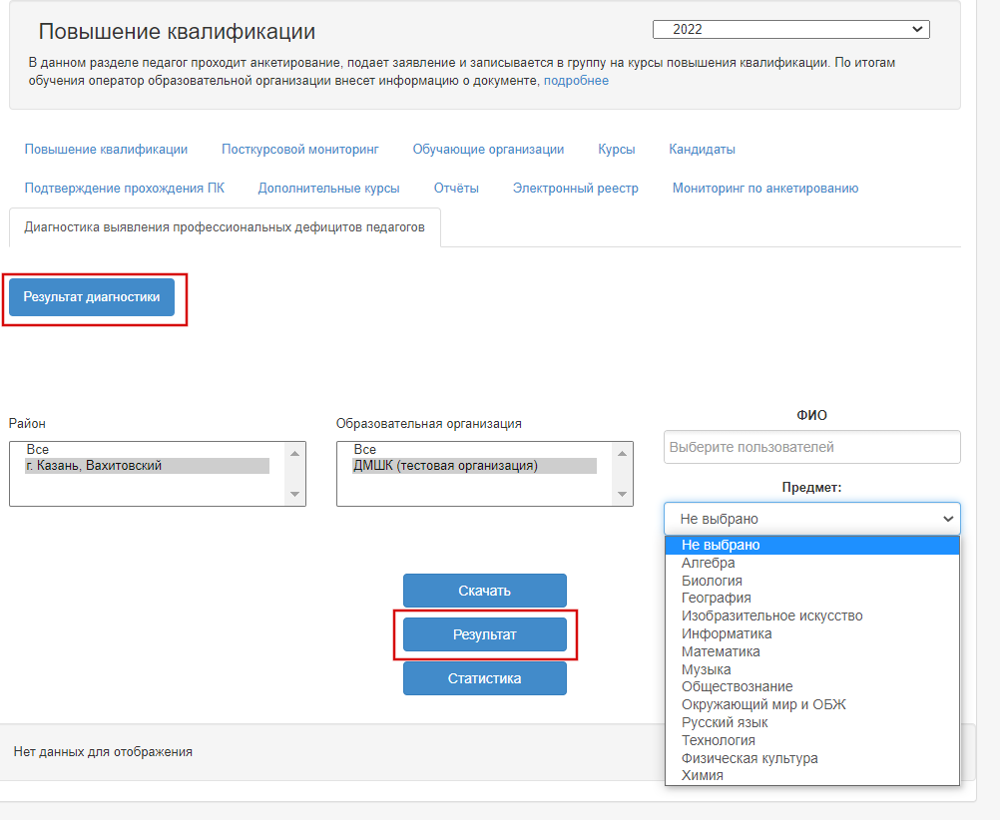 Повышение квалификации
2022
В данном разделе педагог проходит анкетирование, подает заявление и записывается в группу на курсы повышения квалификации. По итогам
обучения оператор образовательной организации внесет информацию о документе, подробнее
Повышение квалификации Посткурсовой мониторинг Обучающие организации Курсы Кандидаты
Подтверждение прохождения ПК Дополнительные курсы Отчёты Электронный реестр Мониторинг по анкетированию
Диагностика выявления профессиональных дефицитов педагогов
Результат диагностики
Район
Все
г. Казань, Вахитовский
Образовательная организация
Все
ДМШК (тестовая организация)
ФИО
Выберите пользователей
Предмет:
Не выбрано
Не выбрано
Алгебра
Биология
География
Изобразительное искусство
Информатика
Математика
Музыка
Обществознание
Окружающий мир и ОБЖ
Русский язык
Технология
Физическая культура
Химия
Скачать
Результат
Статистика
Нет данных для отображения